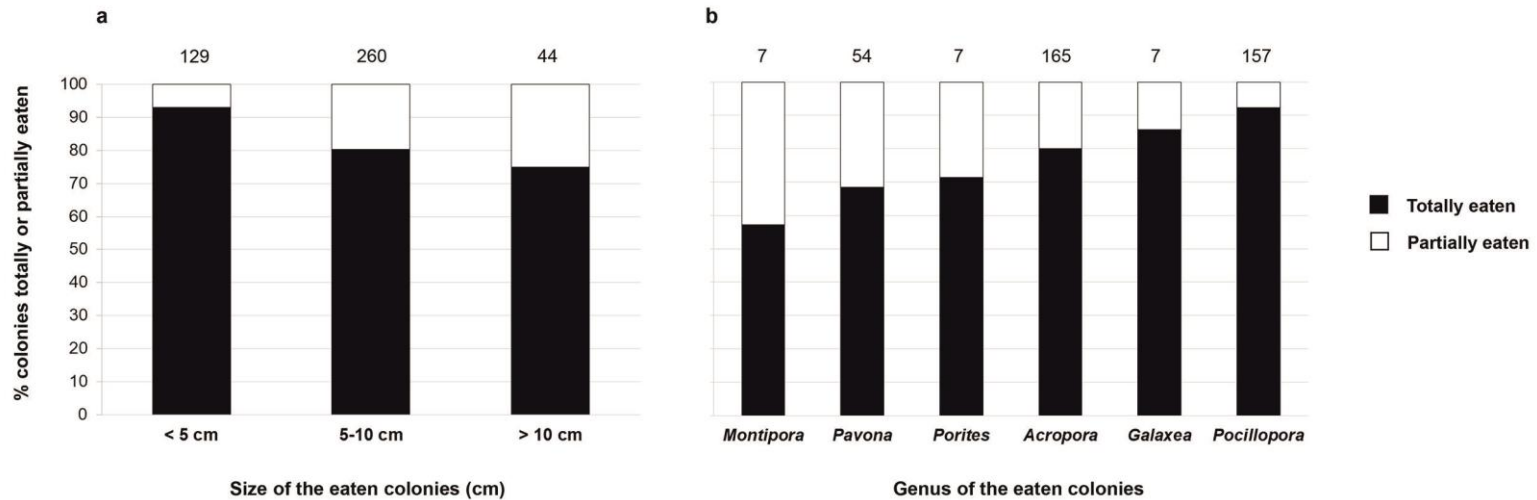 a
129 260 44
% colonies totally or partially eaten
100
90
80
70
60
50
40
30
20
10
0
< 5 cm 5-10 cm > 10 cm
Size of the eaten colonies (cm)
b
7 54 7 165 7 157
Montipora Pavona Porites Acropora Galaxea Pocillopora
Genus of the eaten colonies
Totally eaten
Partially eaten